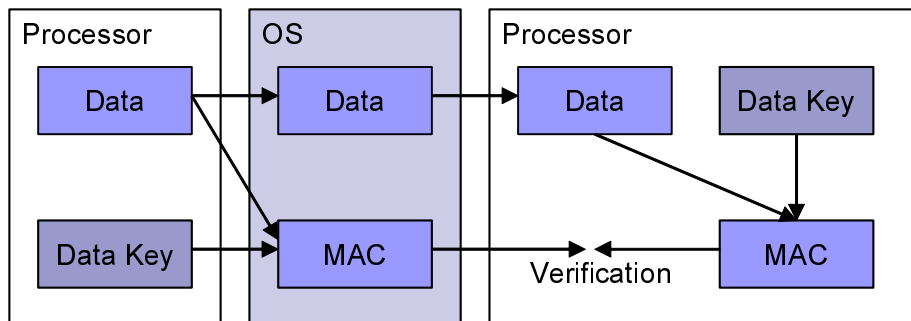 Processor
OS
Processor
Data
Data
Data
Data Key
Data Key
MAC
MAC
Verification